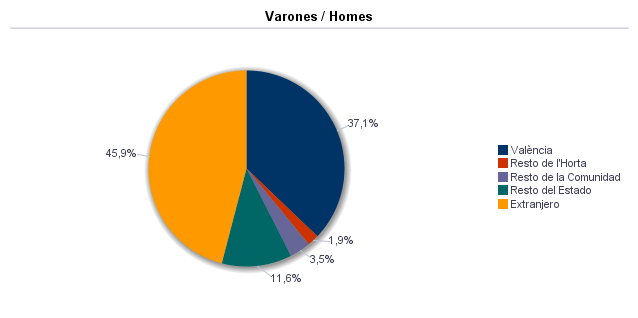 Varones / Homes
37,1%
45,9%
1,9%
3,5%
11,6%
València
Resto de l'Horta
Resto de la Comunidad
Resto del Estado
Extranjero